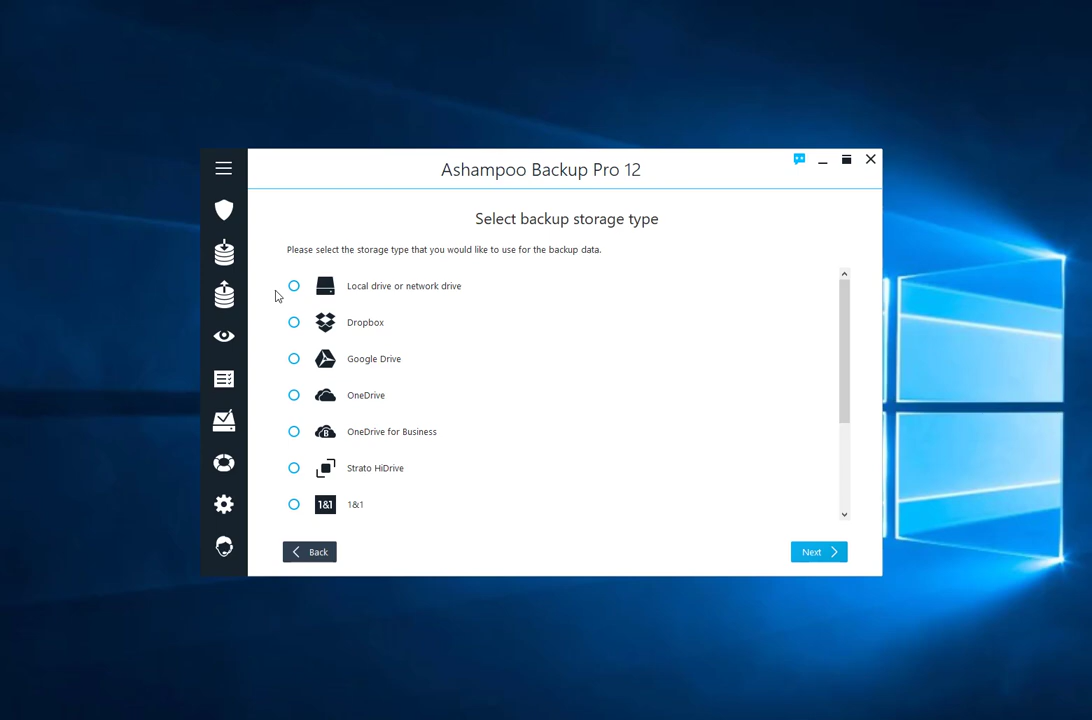 Ashampoo Backup Pro 12
Select backup storage type
Please select the storage type that you would like to use for the backup data.
Local drive or network drive
Dropbox
Google Drive
OneDrive
B
OneDrive for Business
Strato HiDrive
1&1 1&1
Back
Next